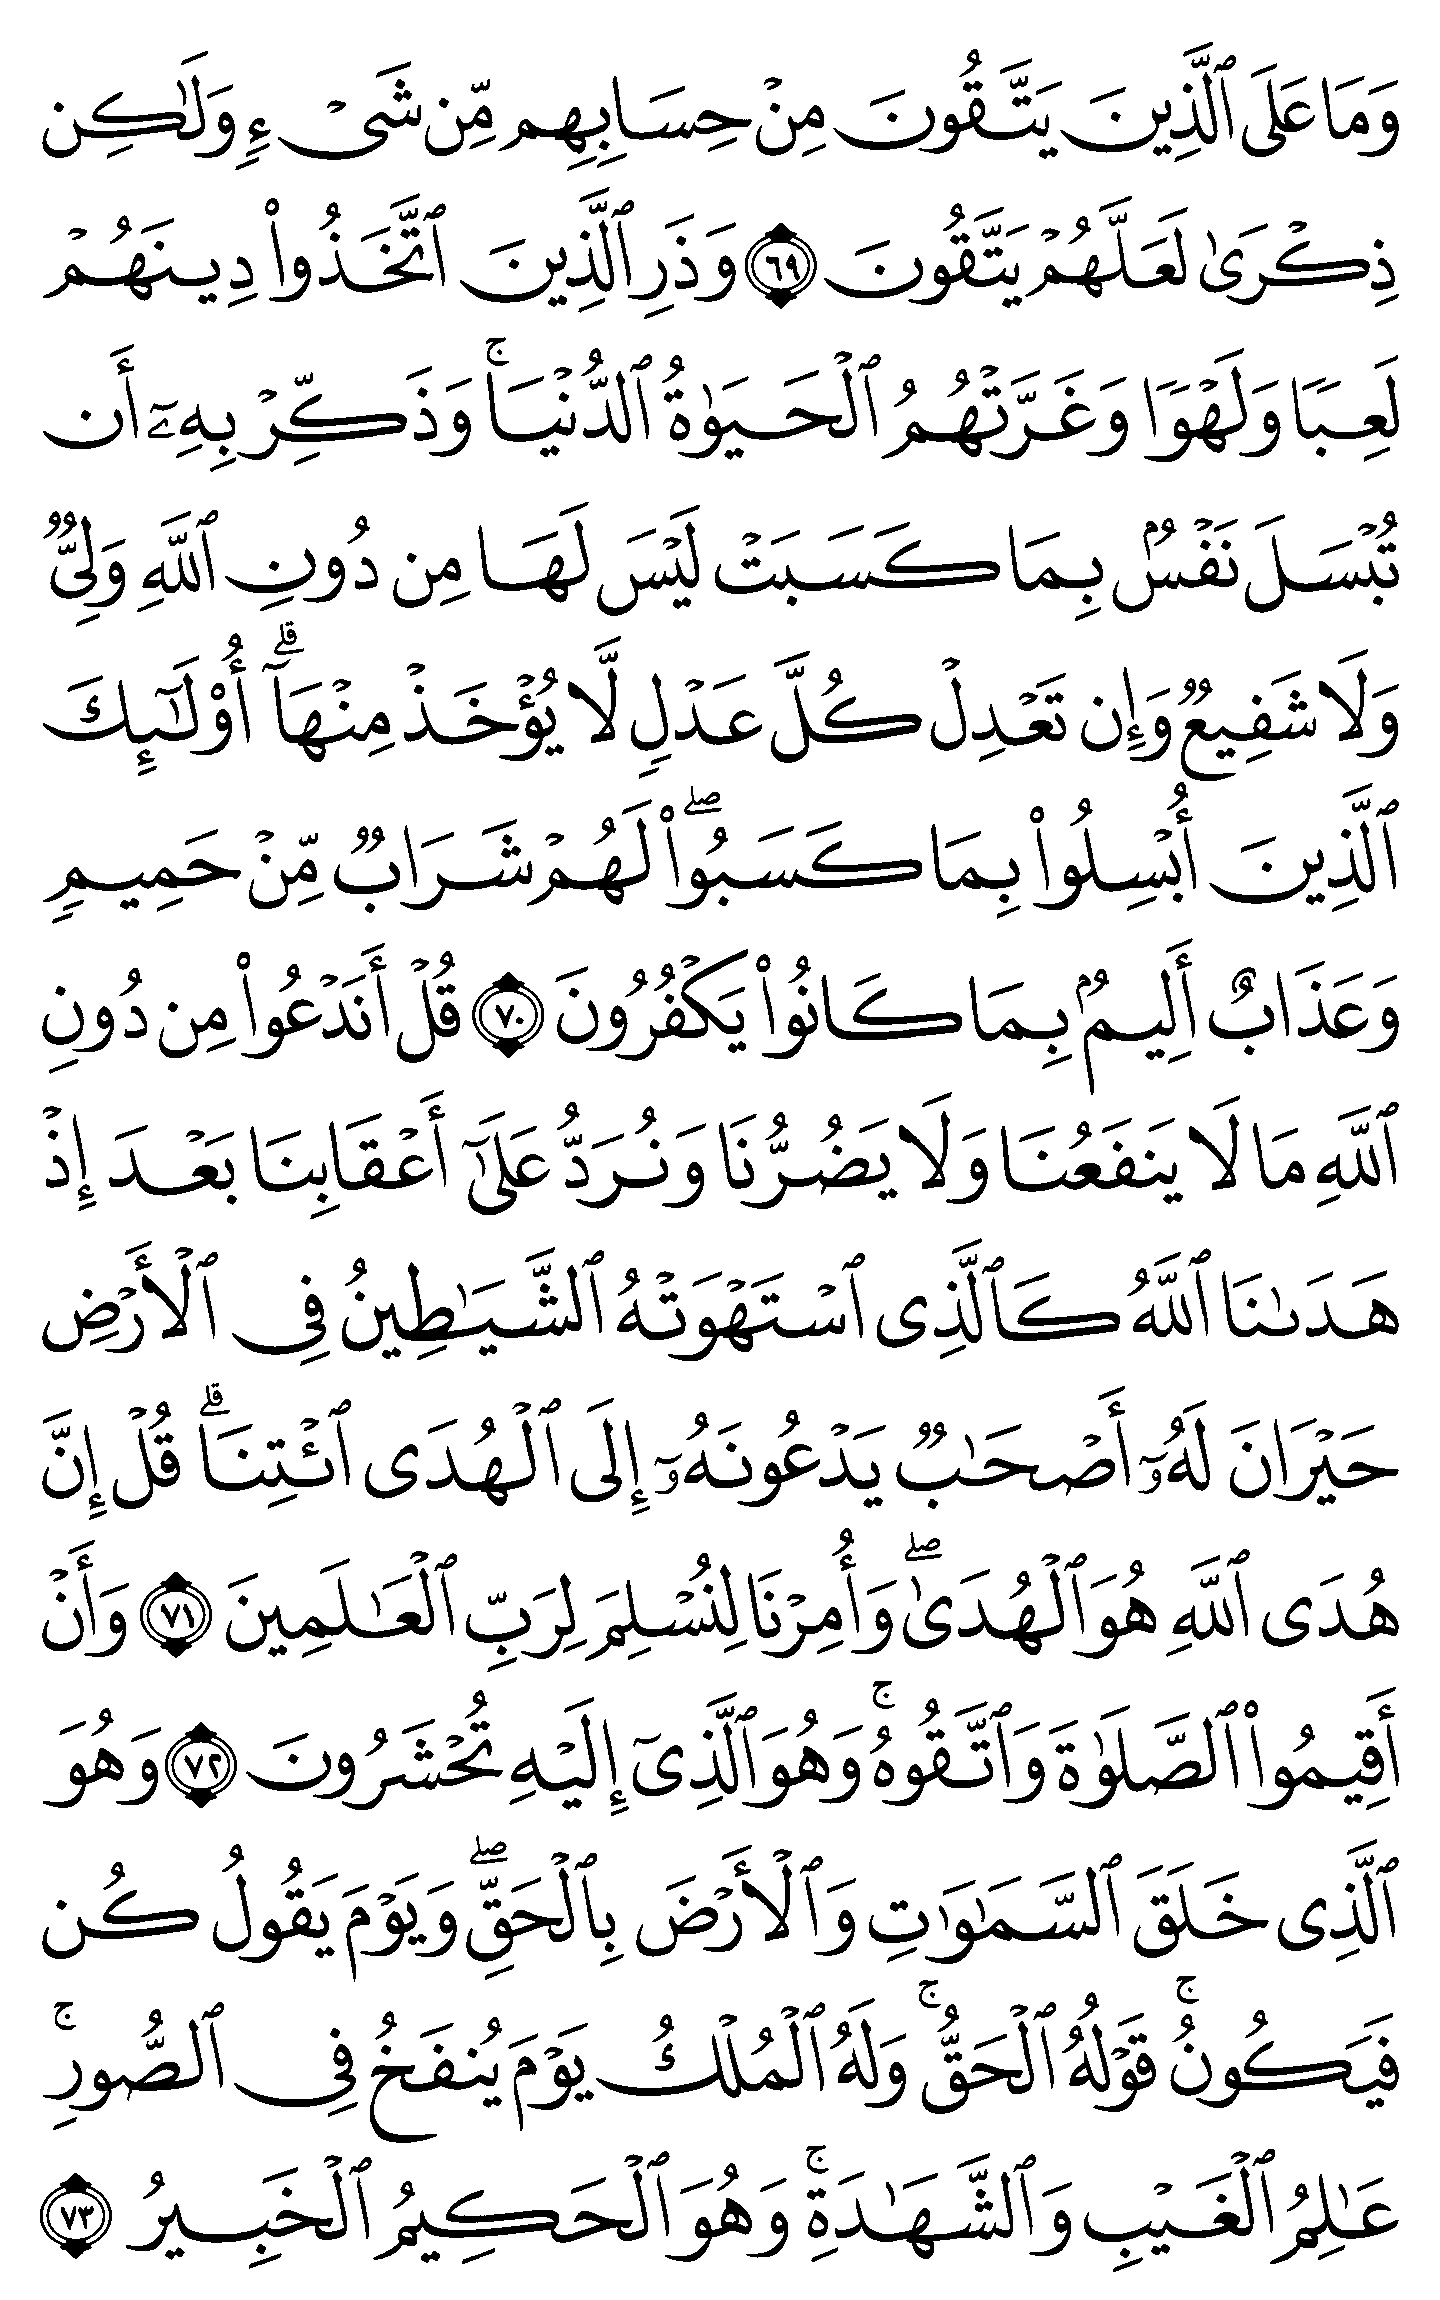 وَمَا عَلَى ٱلَّذِينَ يَتَّقُونَ مِنْ حِسَابِهِم مِّن شَىْءٍ وَلَٰكِن
ذِكْرَىٰ لَعَلَّهُمْ يَتَّقُونَ ٦٩ وَذَرِ ٱلَّذِينَ ٱتَّخَذُوا۟ دِينَهُمْ
لَعِبًا وَلَهْوًا وَغَرَّتْهُمُ ٱلْحَيَوٰةُ ٱلدُّنْيَا ۚ وَذَكِّرْ بِهِۦٓ أَن
تُبْسَلَ نَفْسٌۢ بِمَا كَسَبَتْ لَيْسَ لَهَا مِن دُونِ ٱللَّهِ وَلِىٌّ
وَلَا شَفِيعٌ وَإِن تَعْدِلْ كُلَّ عَدْلٍ لَّا يُؤْخَذْ مِنْهَآ ۗ أُو۟لَٰٓئِكَ
ٱلَّذِينَ أُبْسِلُوا۟ بِمَا كَسَبُوا۟ ۖ لَهُمْ شَرَابٌ مِّنْ حَمِيمٍ
وَعَذَابٌ أَلِيمٌۢ بِمَا كَانُوا۟ يَكْفُرُونَ ٧٠ قُلْ أَنَدْعُوا۟ مِن دُونِ
ٱللَّهِ مَا لَا يَنفَعُنَا وَلَا يَضُرُّنَا وَنُرَدُّ عَلَىٰٓ أَعْقَابِنَا بَعْدَ إِذْ
هَدَىٰنَا ٱللَّهُ كَٱلَّذِى ٱسْتَهْوَتْهُ ٱلشَّيَٰطِينُ فِى ٱلْأَرْضِ
حَيْرَانَ لَهُۥٓ أَصْحَٰبٌ يَدْعُونَهُۥٓ إِلَى ٱلْهُدَى ٱئْتِنَا ۗ قُلْ إِنَّ
هُدَى ٱللَّهِ هُوَ ٱلْهُدَىٰ ۖ وَأُمِرْنَا لِنُسْلِمَ لِرَبِّ ٱلْعَٰلَمِينَ ٧١ وَأَنْ
أَقِيمُوا۟ ٱلصَّلَوٰةَ وَٱتَّقُوهُ ۚ وَهُوَ ٱلَّذِىٓ إِلَيْهِ تُحْشَرُونَ ٧٢ وَهُوَ
ٱلَّذِى خَلَقَ ٱلسَّمَٰوَٰتِ وَٱلْأَرْضَ بِٱلْحَقِّ ۖ وَيَوْمَ يَقُولُ كُن
فَيَكُونُ ۚ قَوْلُهُ ٱلْحَقُّ ۚ وَلَهُ ٱلْمُلْكُ يَوْمَ يُنفَخُ فِى ٱلصُّورِ ۚ
عَٰلِمُ ٱلْغَيْبِ وَٱلشَّهَٰدَةِ ۚ وَهُوَ ٱلْحَكِيمُ ٱلْخَبِيرُ ٧٣